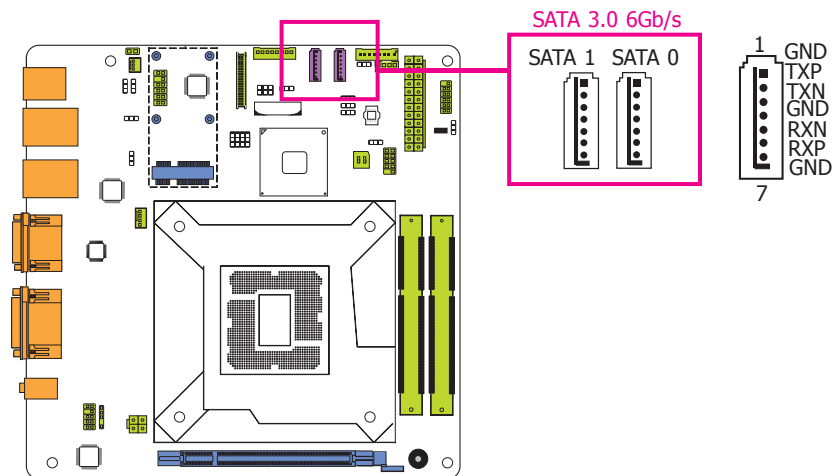 SATA 3.0 6Gb/s
SATA 1 SATA 0
1
GND
TXP
TXN
GND
RXN
RXP
GND
7